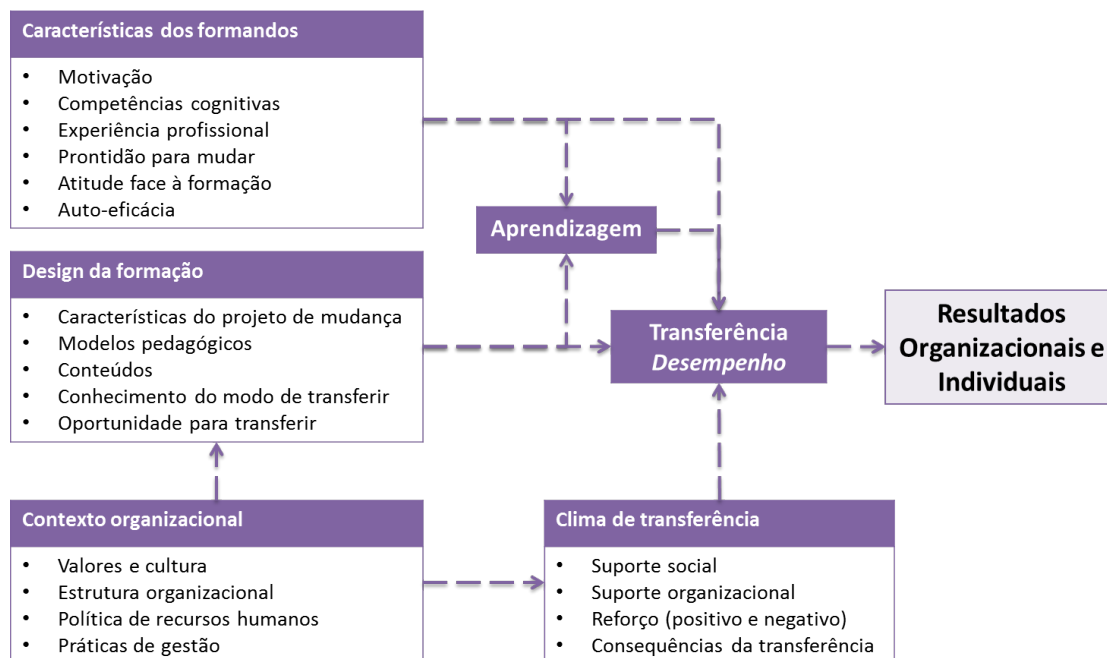 Características dos formandos
• Motivação
• Competências cognitivas
• Experiência profissional
• Prontidão para mudar
• Atitude face à formação
• Auto-eficácia
Aprendizagem
Design da formação
• Características do projeto de mudança
• Modelos pedagógicos
• Conteúdos
• Conhecimento do modo de transferir
• Oportunidade para transferir
Transferência
Desempenho
Resultados
Organizacionais e
Individuais
Contexto organizacional
• Valores e cultura
• Estrutura organizacional
• Política de recursos humanos
• Práticas de gestão
Clima de transferência
• Suporte social
• Suporte organizacional
• Reforço (positivo e negativo)
• Consequências da transferência